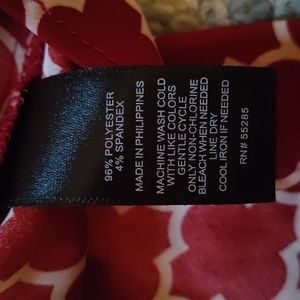 96% POLYESTER
4% SPANDEX
MADE IN PHILIPPINES
MACHINE WASH COLD
WITH LIKE COLORS
GENTLE CYCLE
ONLY NON-CHLORINE
BLEACH WHEN NEEDED
LINE DRY
COOL IRON IF NEEDED
RN# 55285